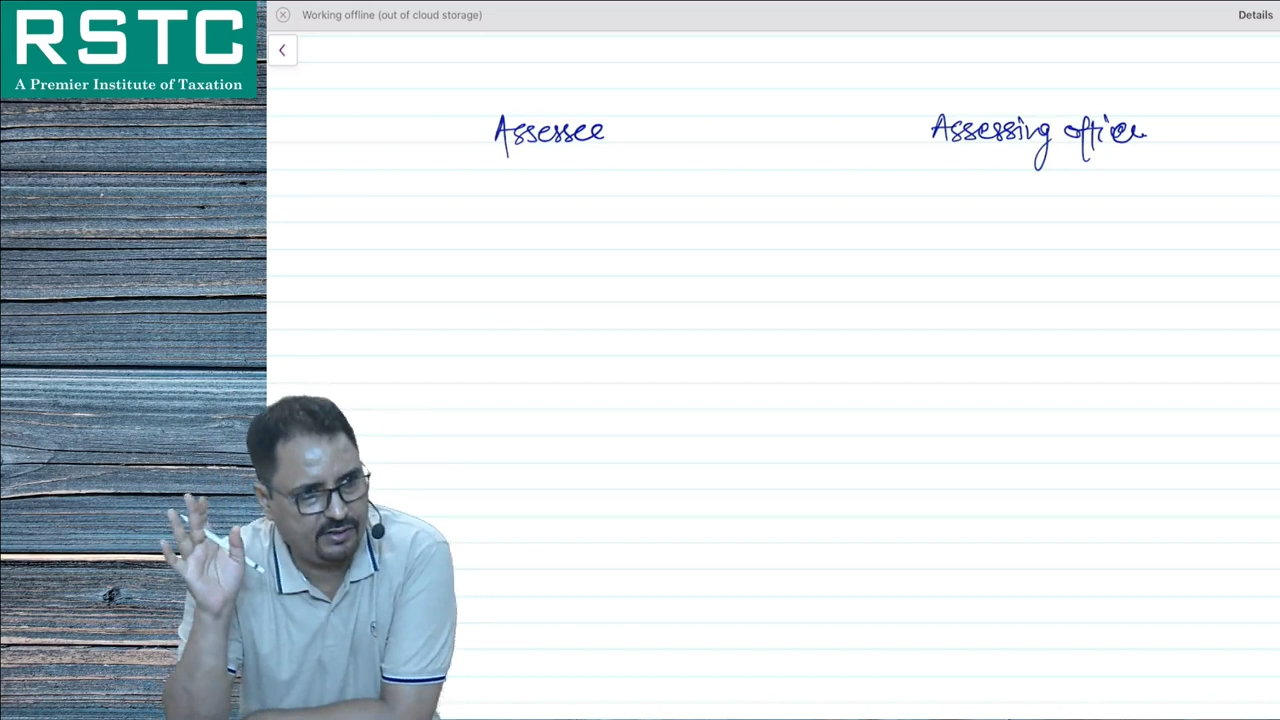 RSTC
A Premier Institute of Taxation
Working offline (out of cloud storage)
Details
Assessee
Assessing officer